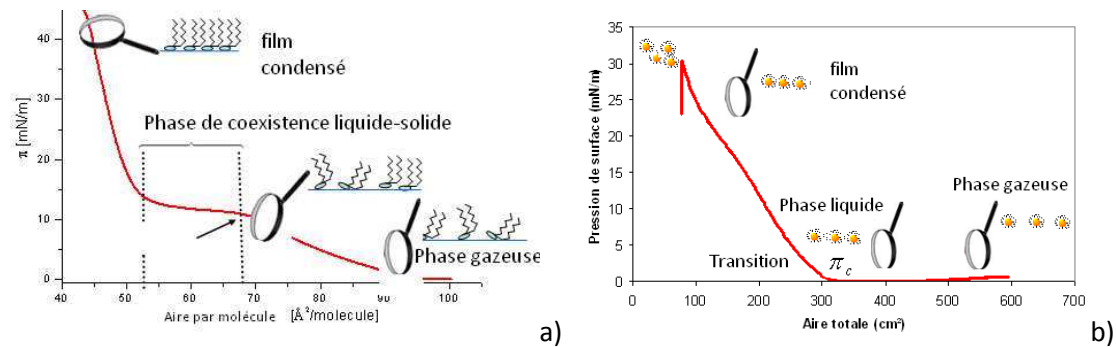 film
condensé
Phase de coexistence liquide-solide
Phase gazeuse
π [mN/m]
40
30
20
10
0
40
50
60
70
80
90
100
Aire par molécule [Å²/molecule]
a)
film
condensé
Phase gazeuse
Phase liquide
Transition
π_c
Pression de surface (mN/m)
35
30
25
20
15
10
5
0
0
100
200
300
400
500
600
700
Aire totale (cm²)
b)